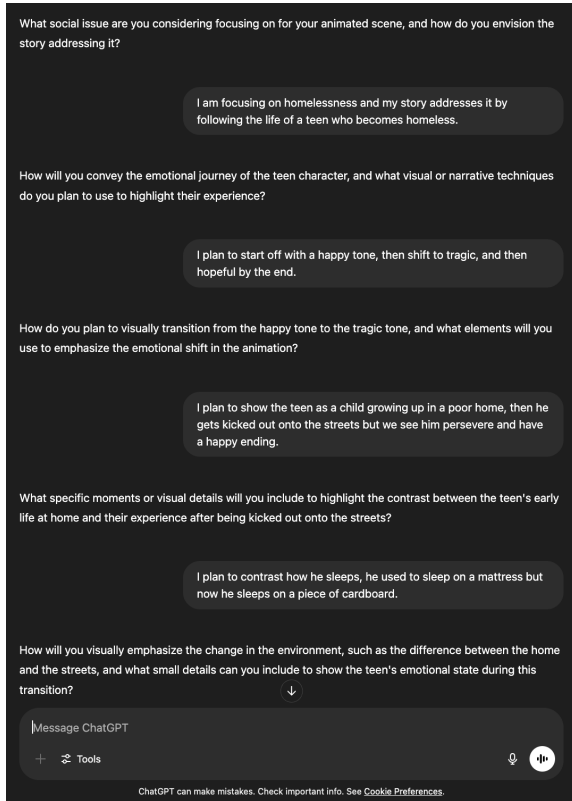 What social issue are you considering focusing on for your animated scene, and how do you envision the
story addressing it?
I am focusing on homelessness and my story addresses it by
following the life of a teen who becomes homeless.
How will you convey the emotional journey of the teen character, and what visual or narrative techniques
do you plan to use to highlight their experience?
I plan to start off with a happy tone, then shift to tragic, and then
hopeful by the end.
How do you plan to visually transition from the happy tone to the tragic tone, and what elements will you
use to emphasize the emotional shift in the animation?
I plan to show the teen as a child growing up in a poor home, then he
gets kicked out onto the streets but we see him persevere and have
a happy ending.
What specific moments or visual details will you include to highlight the contrast between the teen's early
life at home and their experience after being kicked out onto the streets?
I plan to contrast how he sleeps, he used to sleep on a mattress but
now he sleeps on a piece of cardboard.
How will you visually emphasize the change in the environment, such as the difference between the home
and the streets, and what small details can you include to show the teen's emotional state during this
transition?
Message ChatGPT
Tools
ChatGPT can make mistakes. Check important info. See Cookie Preferences.